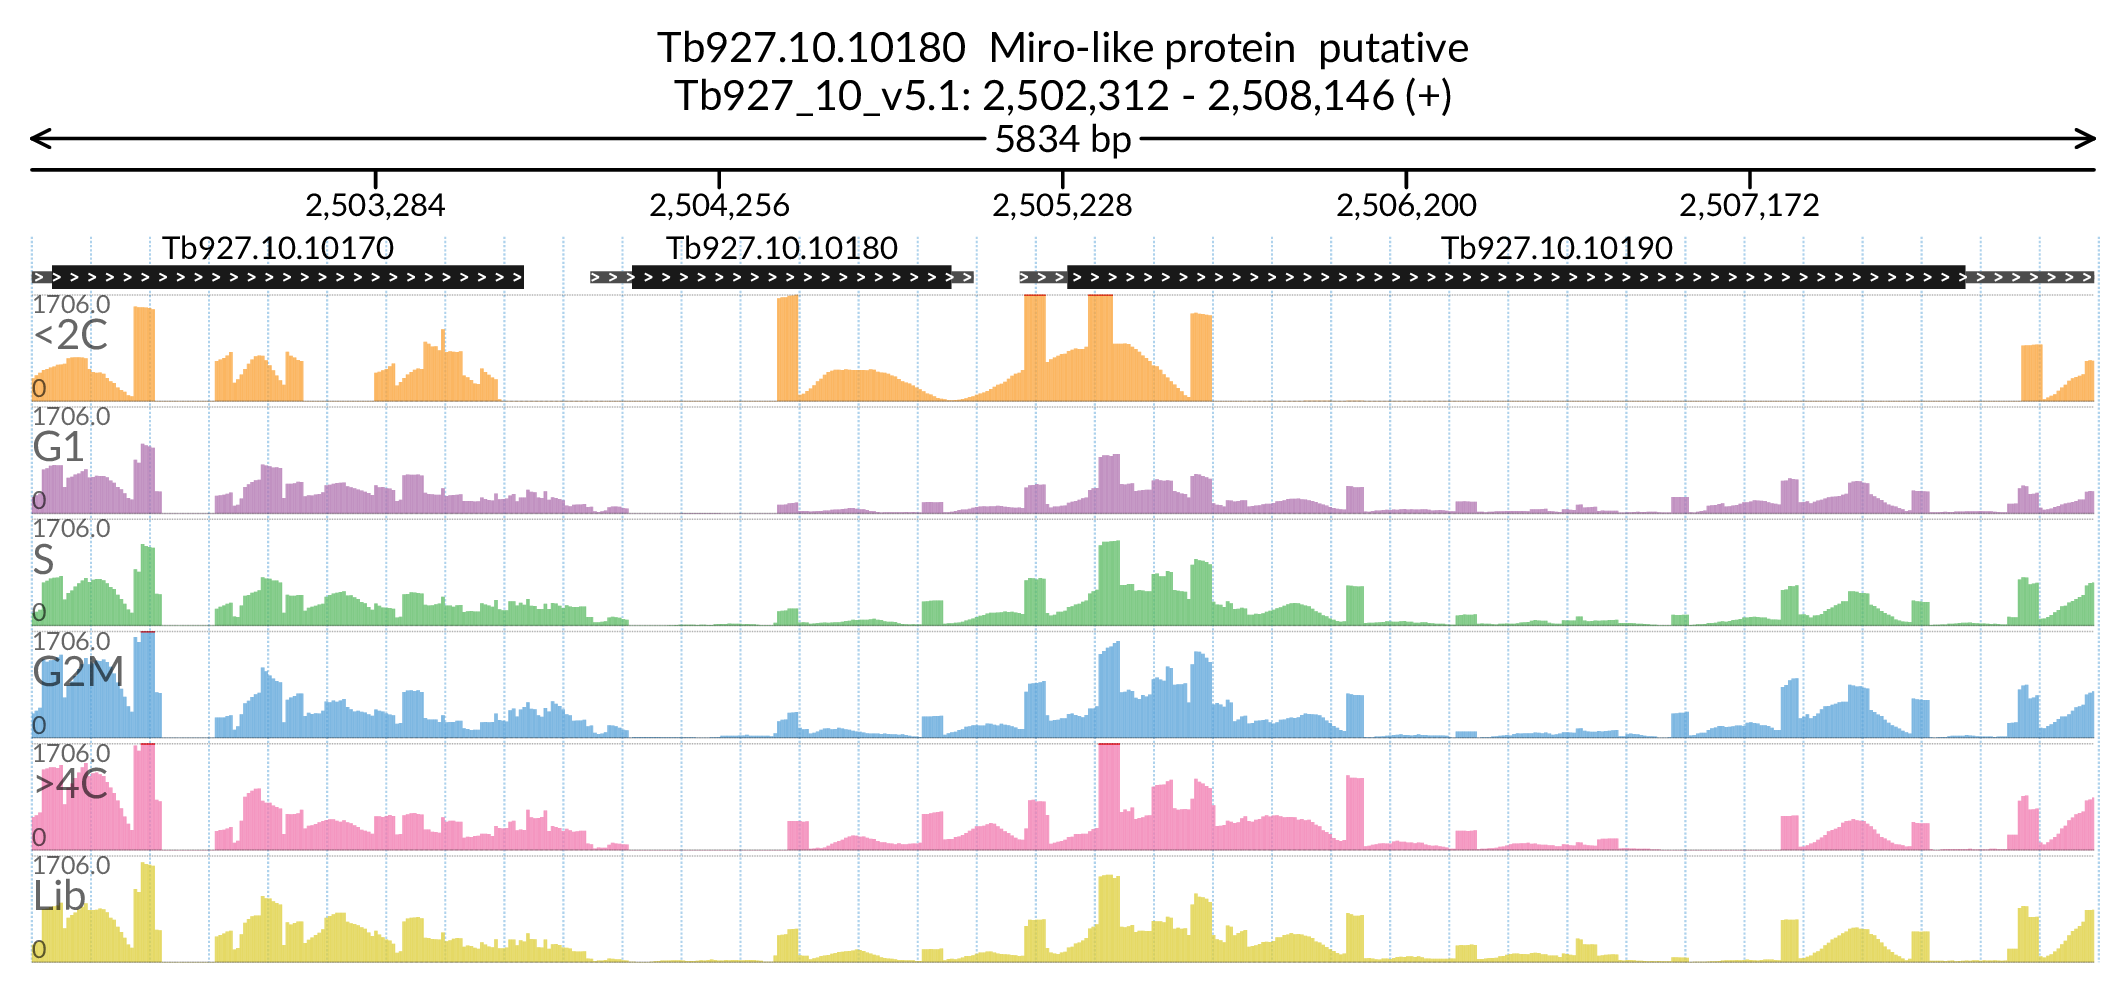 Tb927.10.10180 Miro-like protein putative
Tb927_10_v5.1: 2,502,312 - 2,508,146 (+)
5834 bp
2,503,284 2,504,256 2,505,228 2,506,200 2,507,172
Tb927.10.10170 Tb927.10.10180 Tb927.10.10190
1706.0
<2C
0
1706.0
G1
0
1706.0
S
0
1706.0
G2M
0
1706.0
>4C
0
1706.0
Lib
0